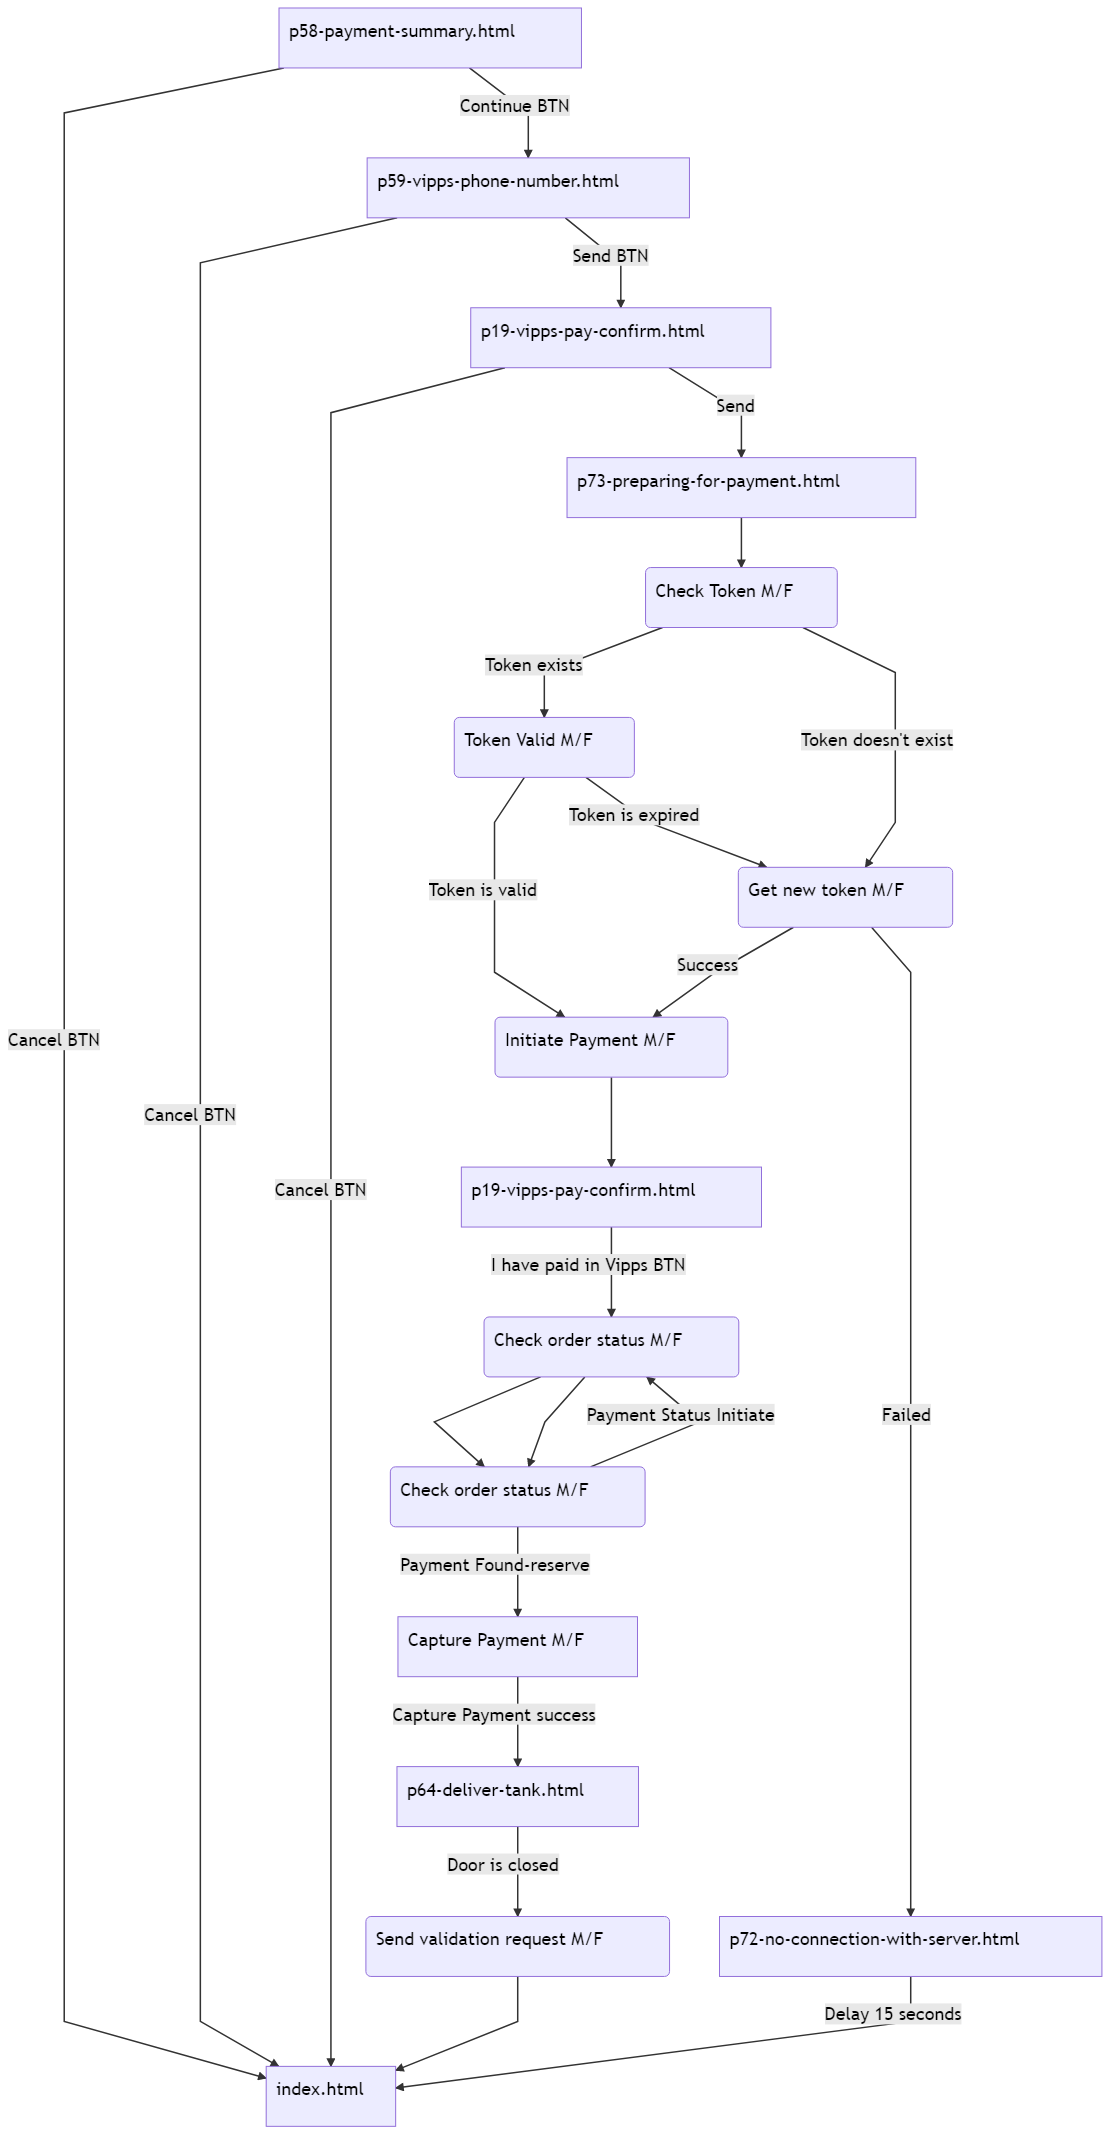 p58-payment-summary.html
Continue BTN
p59-vipps-phone-number.html
Send BTN
p19-vipps-pay-confirm.html
Send
p73-preparing-for-payment.html
Check Token M/F
Token exists
Token Valid M/F
Token doesn't exist
Token is expired
Token is valid
Get new token M/F
Success
Initiate Payment M/F
Cancel BTN
Cancel BTN
Cancel BTN
p19-vipps-pay-confirm.html
I have paid in Vipps BTN
Check order status M/F
Payment Status Initiate
Failed
Check order status M/F
Payment Found-reserve
Capture Payment M/F
Capture Payment success
p64-deliver-tank.html
Door is closed
Send validation request M/F
p72-no-connection-with-server.html
Delay 15 seconds
index.html